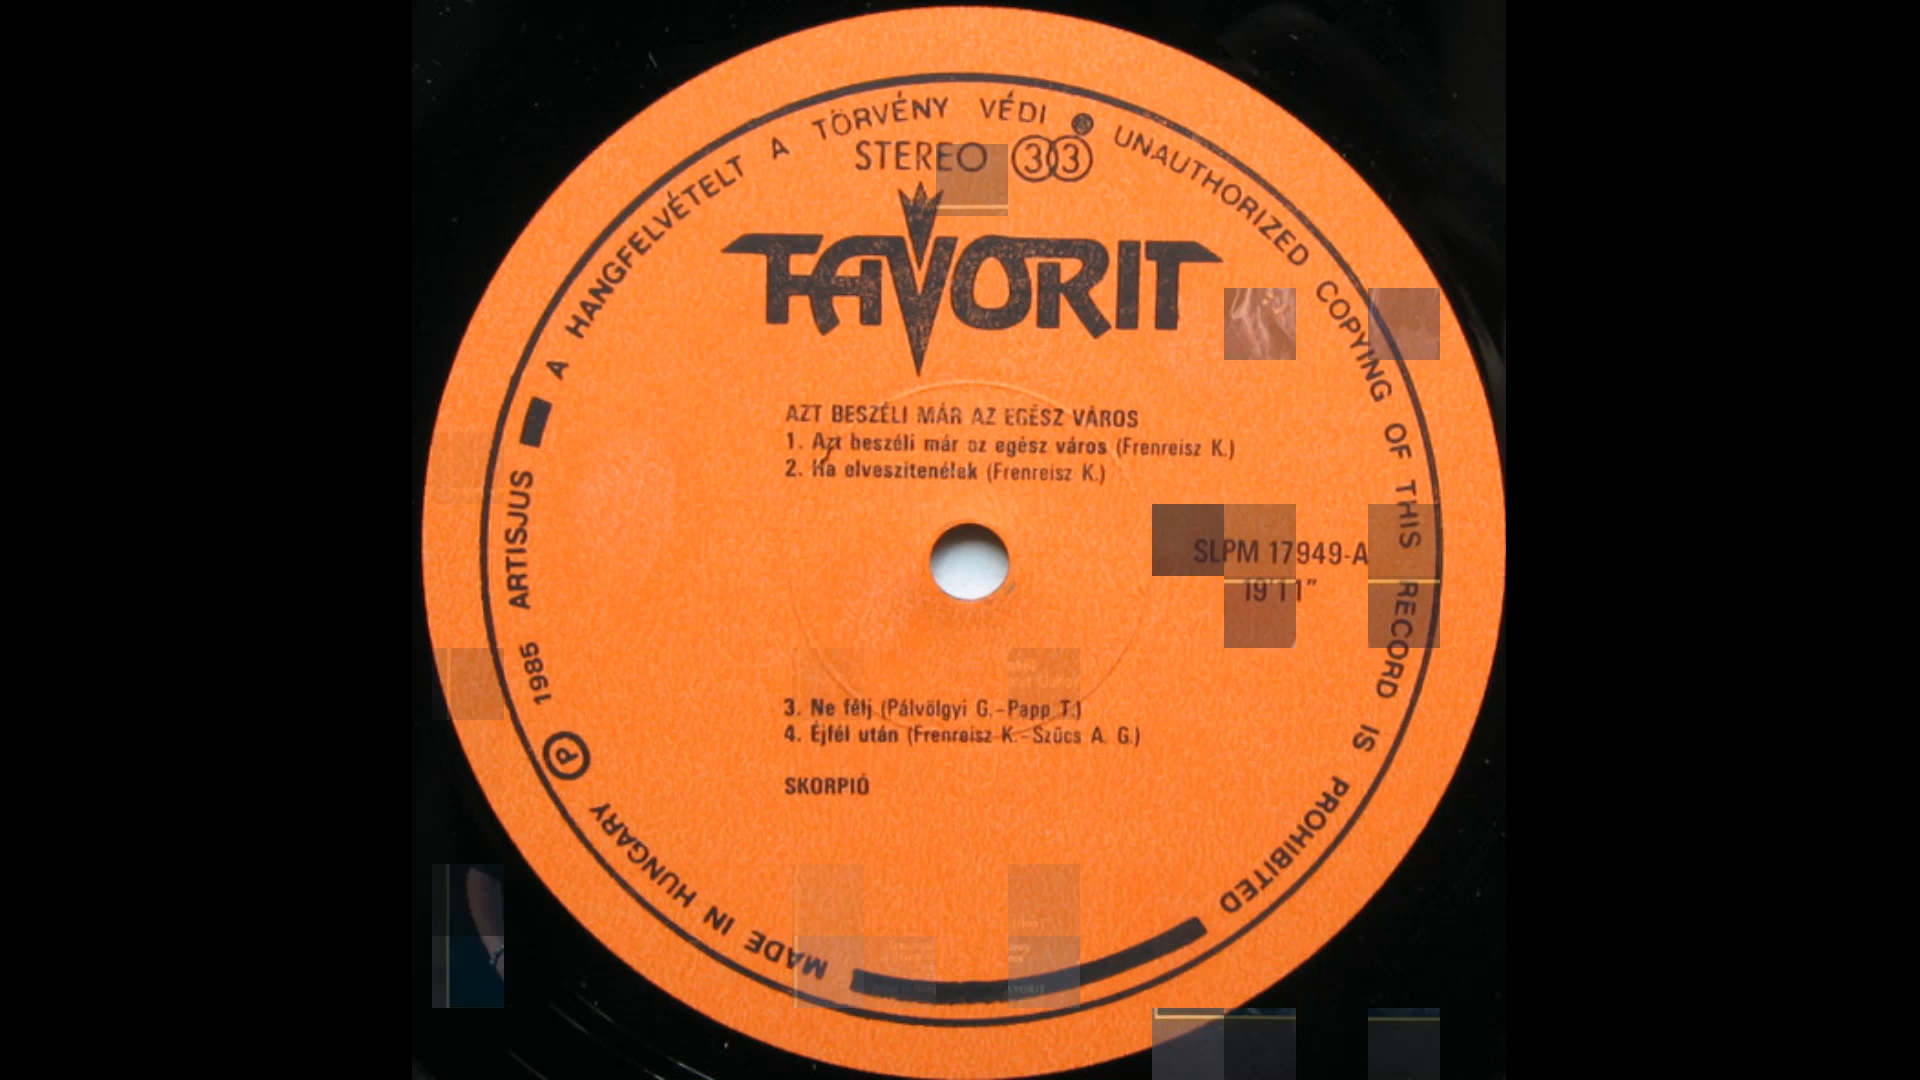 A HANGFELVÉTELT A TÖRVÉNY VÉDI • UNAUTHORIZED COPYING OF THIS RECORD IS PROHIBITED
STEREO 33
FAVORIT
AZT BESZÉLI MÁR AZ EGÉSZ VÁROS
1. Azt beszéli már az egész város (Frenreisz K.)
2. Ha elveszitenélek (Frenreisz K.)
SLPM 17949-A
19'11"
3. Ne félj (Pálvölgyi G.-Papp T.)
4. Éjfél után (Frenreisz K.-Szűcs A. G.)
SKORPIÓ
MADE IN HUNGARY Ⓟ 1985 ARTISJUS